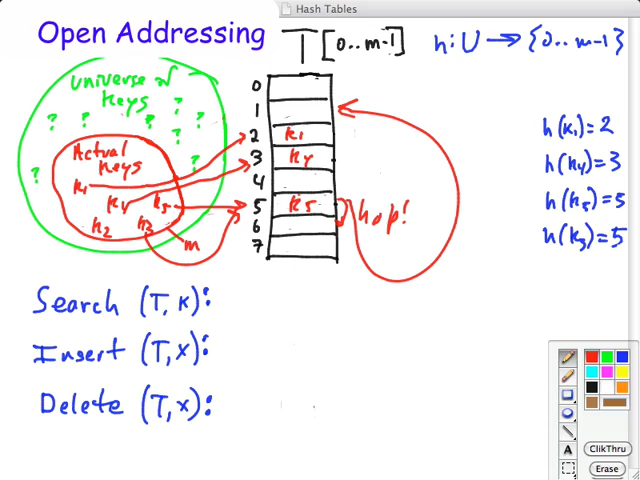 Hash Tables
Open Addressing
T [0..m-1]
h: U → {0..m-1}
Universe of
Keys
? ? ? ? ? ? ? ?
Actual
Keys
k1
k4 k5
k2 k3
m
0
1
2 k1
3 k4
4
5 k5
6
7
hop!
h(k1)=2
h(k4)=3
h(k5)=5
h(k3)=5
Search (T, k):
Insert (T, x):
Delete (T, x):
A
ClikThru
Erase